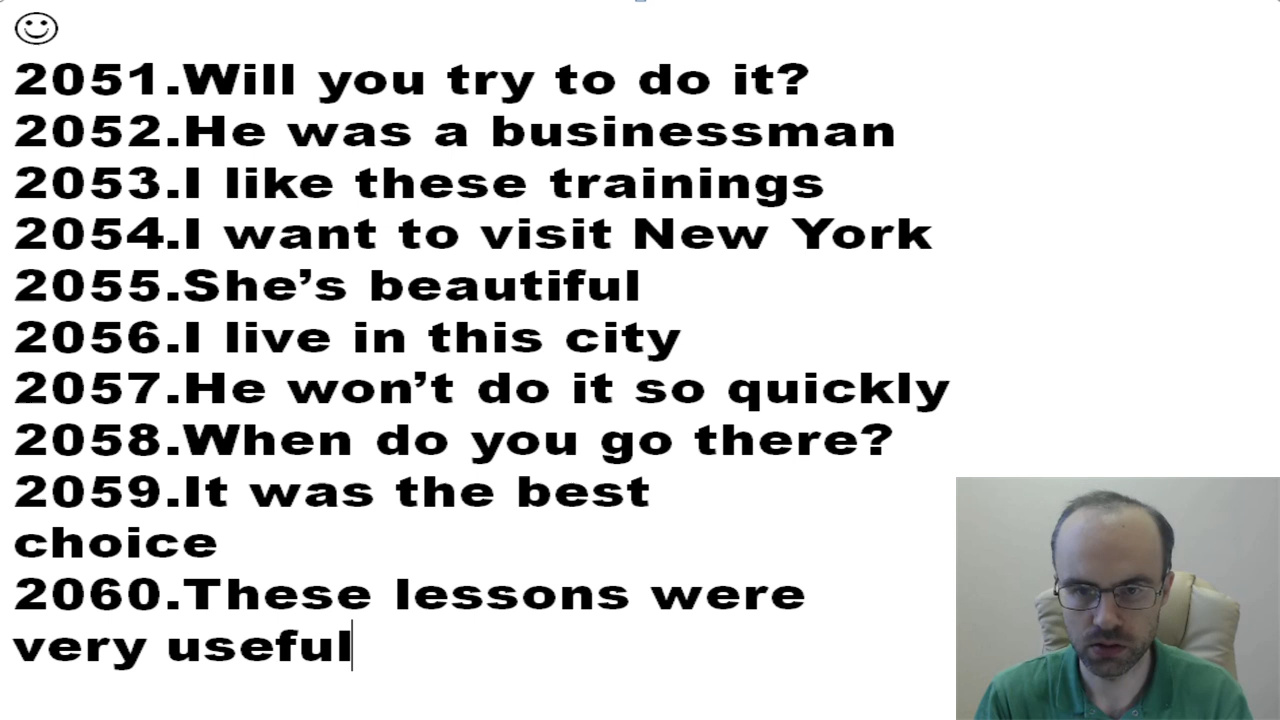 2051.Will you try to do it?
2052.He was a businessman
2053.I like these trainings
2054.I want to visit New York
2055.She’s beautiful
2056.I live in this city
2057.He won’t do it so quickly
2058.When do you go there?
2059.It was the best
choice
2060.These lessons were
very useful